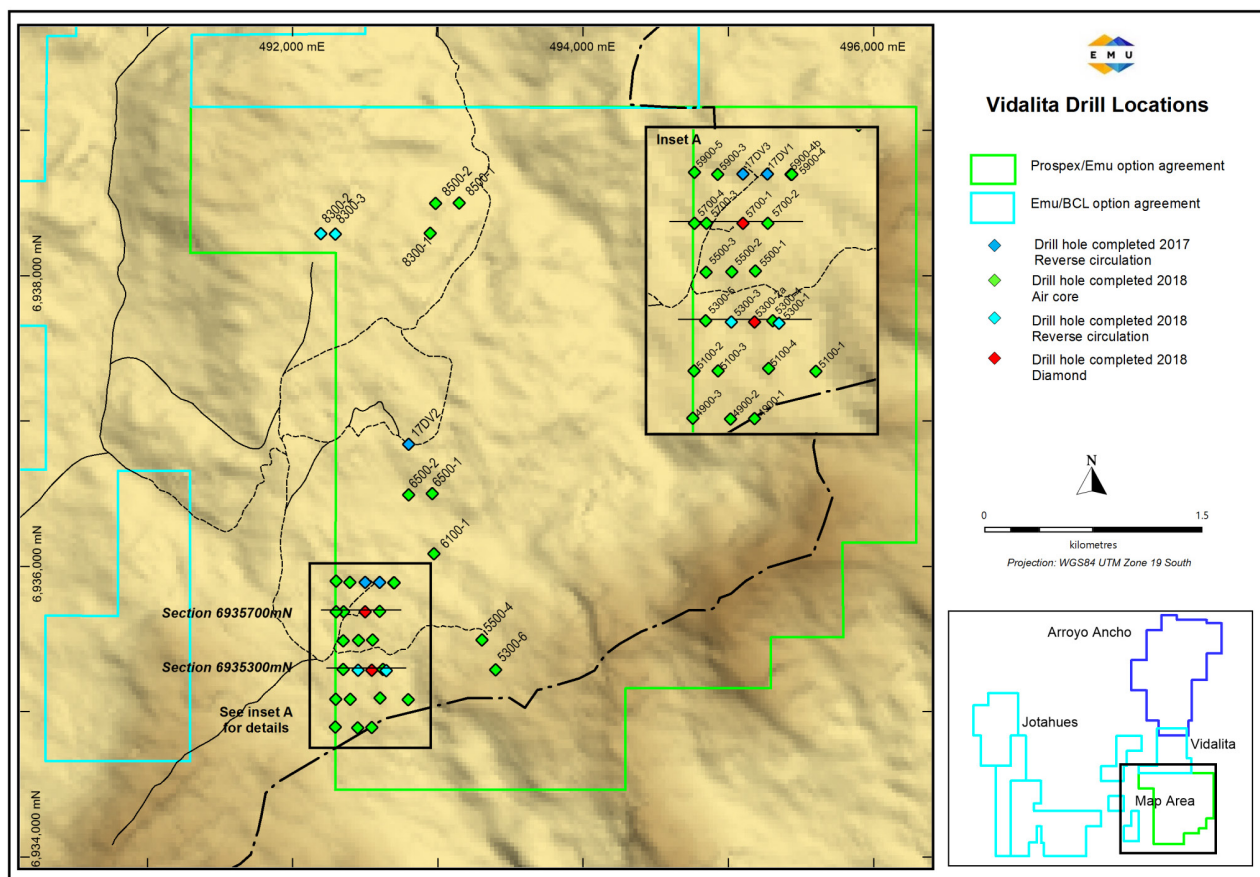 492,000 mE
494,000 mE
496,000 mE
6,938,000 mN
6,936,000 mN
6,934,000 mN
8500-2
8500-1
8300-2
8300-3
8300-1
17DV2
6500-2
6500-1
6100-1
Section 6935700mN
5500-4
5300-6
Section 6935300mN
See inset A
for details
Inset A
5900-5
5900-3
17DV3
17DV1
5900-4b
5900-4
5700-4
5700-3
5700-1
5700-2
5500-3
5500-2
5500-1
5300-6
5300-3
5300-4
5300-1
5100-2
5100-3
5100-4
5100-1
4900-3
4900-2
4900-1
EMU
Vidalita Drill Locations
Prospex/Emu option agreement
Emu/BCL option agreement
Drill hole completed 2017
Reverse circulation
Drill hole completed 2018
Air core
Drill hole completed 2018
Reverse circulation
Drill hole completed 2018
Diamond
N
0
1.5
kilometres
Projection: WGS84 UTM Zone 19 South
Arroyo Ancho
Jotahues
Vidalita
Map Area